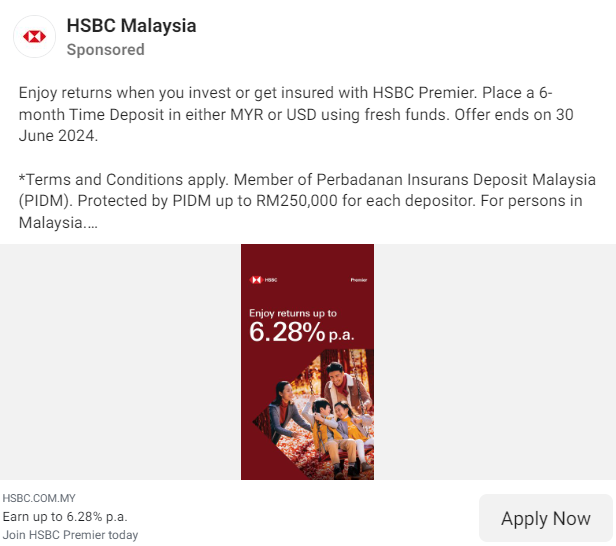 HSBC Malaysia
Sponsored
Enjoy returns when you invest or get insured with HSBC Premier. Place a 6-
month Time Deposit in either MYR or USD using fresh funds. Offer ends on 30
June 2024.
*Terms and Conditions apply. Member of Perbadanan Insurans Deposit Malaysia
(PIDM). Protected by PIDM up to RM250,000 for each depositor. For persons in
Malaysia....
HSBC
Premier
Enjoy returns up to
6.28% p.a.
HSBC.COM.MY
Earn up to 6.28% p.a.
Join HSBC Premier today
Apply Now